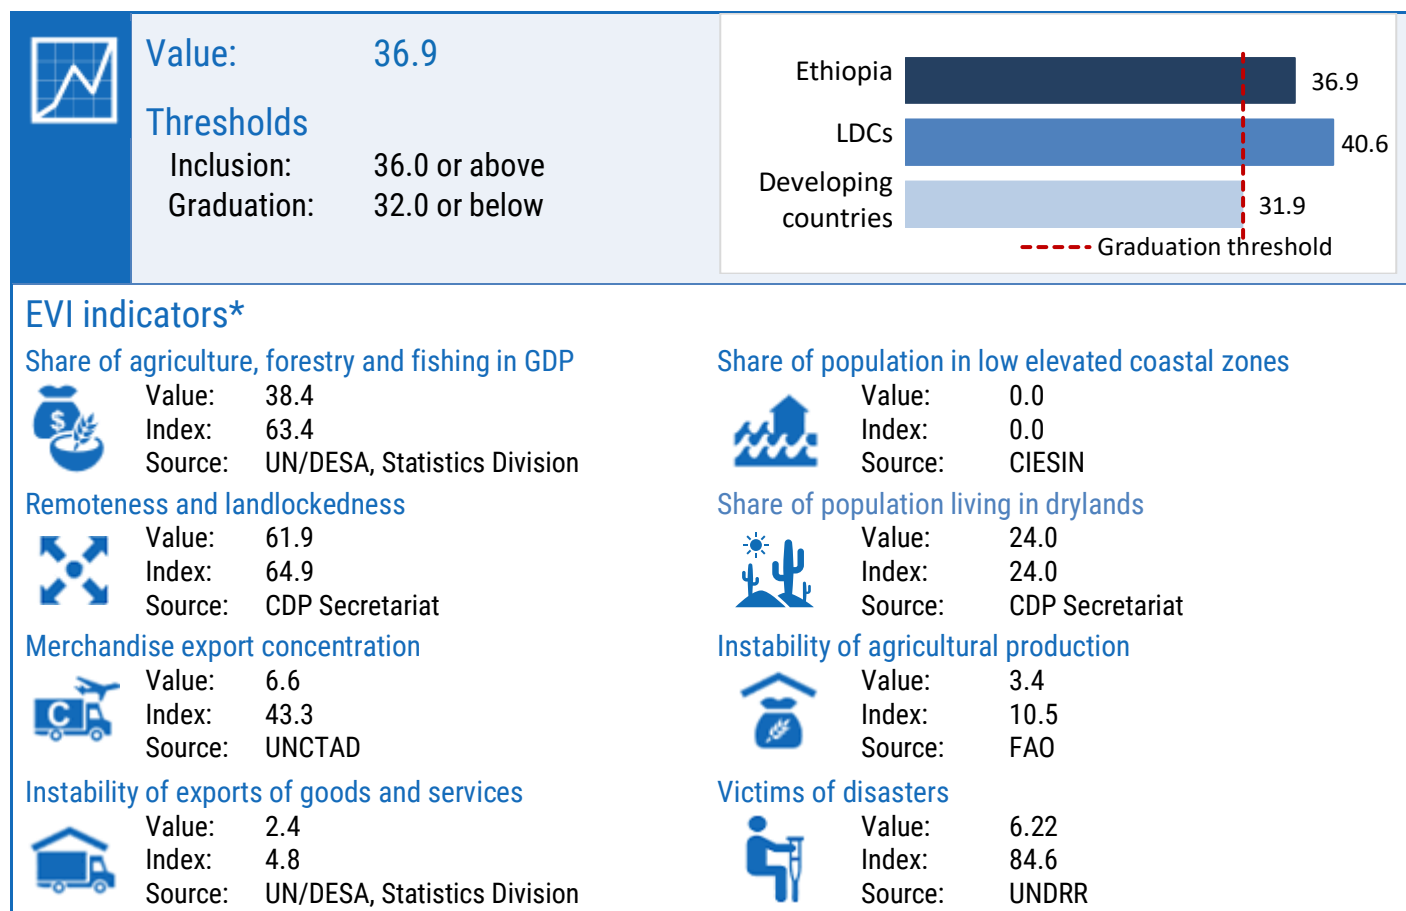 Value: 36.9
Thresholds
Inclusion: 36.0 or above
Graduation: 32.0 or below
Ethiopia 36.9
LDCs 40.6
Developing
countries 31.9
Graduation threshold
EVI indicators*
Share of agriculture, forestry and fishing in GDP
$
Value: 38.4
Index: 63.4
Source: UN/DESA, Statistics Division
Share of population in low elevated coastal zones
Value: 0.0
Index: 0.0
Source: CIESIN
Remoteness and landlockedness
Value: 61.9
Index: 64.9
Source: CDP Secretariat
Share of population living in drylands
Value: 24.0
Index: 24.0
Source: CDP Secretariat
Merchandise export concentration
C
Value: 6.6
Index: 43.3
Source: UNCTAD
Instability of agricultural production
Value: 3.4
Index: 10.5
Source: FAO
Instability of exports of goods and services
Value: 2.4
Index: 4.8
Source: UN/DESA, Statistics Division
Victims of disasters
Value: 6.22
Index: 84.6
Source: UNDRR